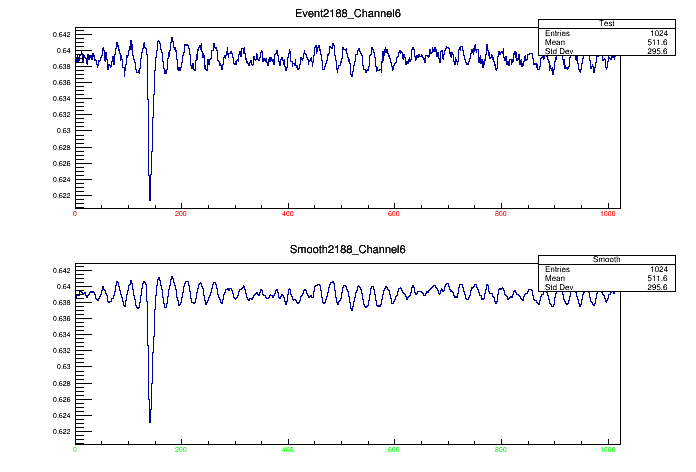 Event2188_Channel6
Test
Entries 1024
Mean 511.6
Std Dev 295.6
0.642
0.64
0.638
0.636
0.634
0.632
0.63
0.628
0.626
0.624
0.622
0 200 400 600 800 1000
Smooth2188_Channel6
Smooth
Entries 1024
Mean 511.6
Std Dev 295.6
0.642
0.64
0.638
0.636
0.634
0.632
0.63
0.628
0.626
0.624
0.622
0 200 400 600 800 1000